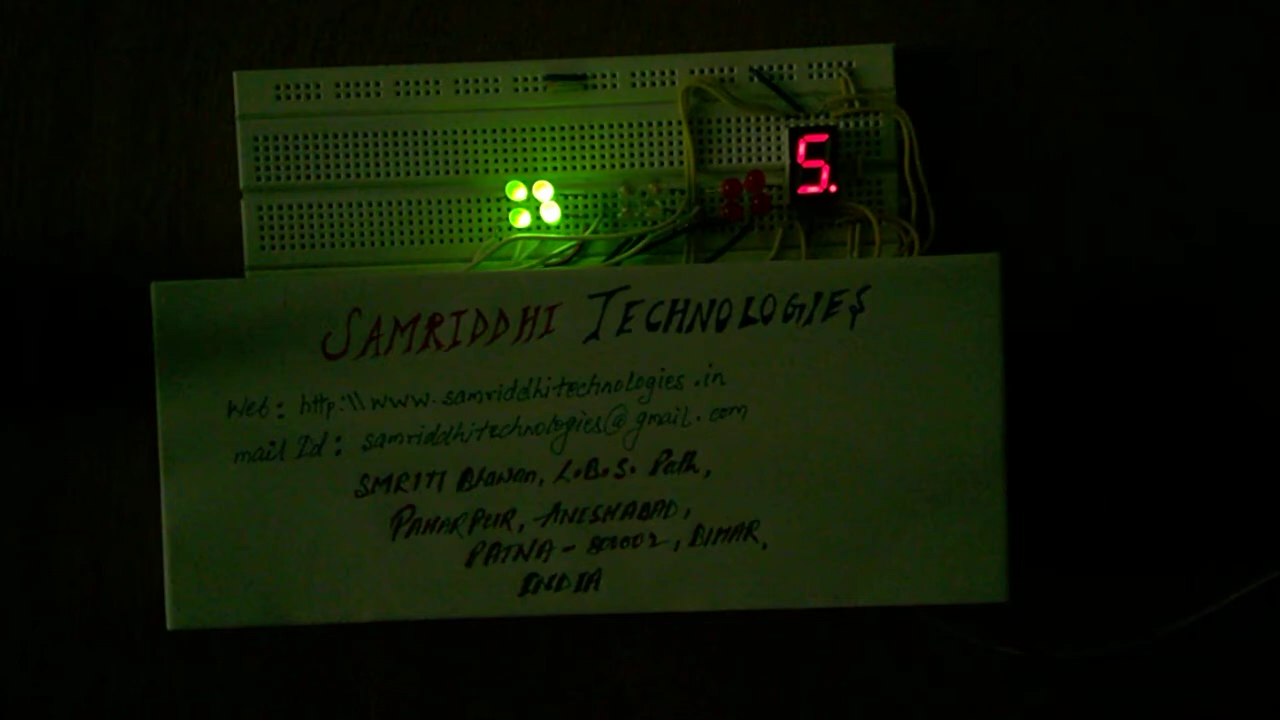 5.
SAMRIDDHI TECHNOLOGIES
Web: http:\\www.samriddhitechnologies.in
mail Id: samriddhitechnologies@gmail.com
SMRITI Bhawan, L.B.S. Path,
PAHARPUR, ANISHABAD,
PATNA - 800002, BIHAR,
INDIA